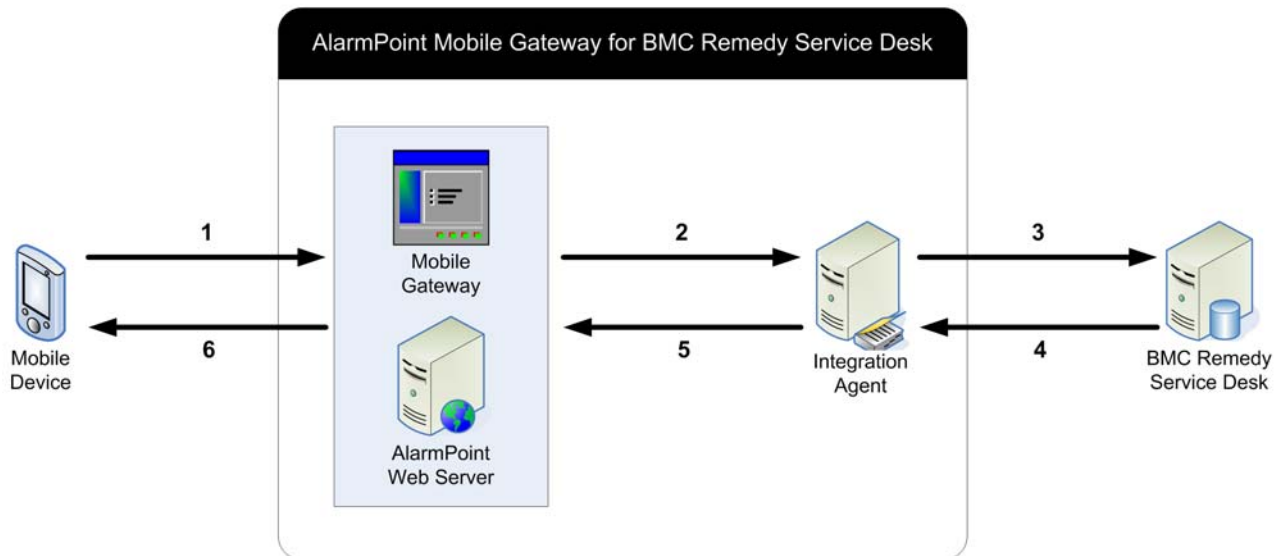 AlarmPoint Mobile Gateway for BMC Remedy Service Desk
1
2
3
Mobile
Gateway
6
5
4
Mobile
Device
Integration
Agent
BMC Remedy
Service Desk
AlarmPoint
Web Server